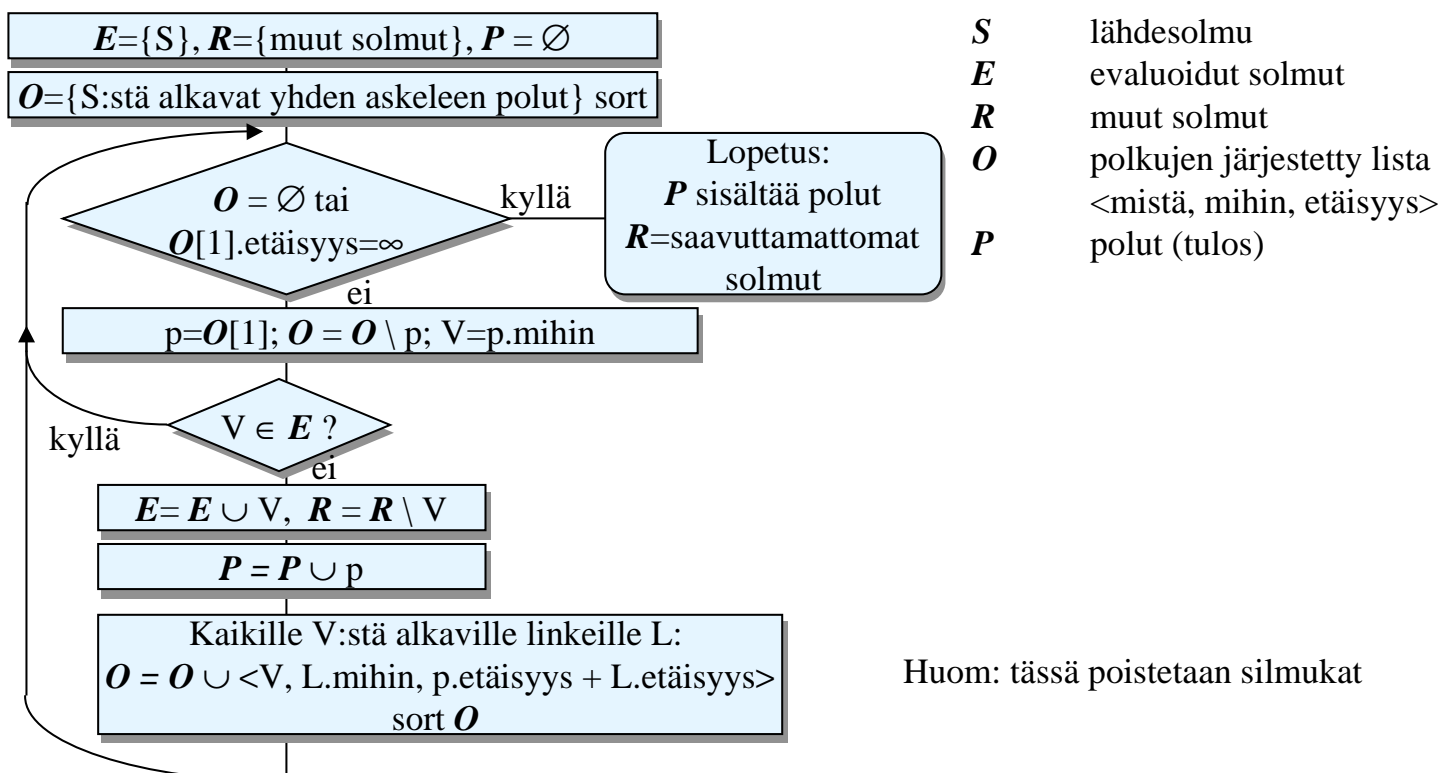 E={S}, R={muut solmut}, P = ∅
O={S:stä alkavat yhden askeleen polut} sort
O = ∅ tai
O[1].etäisyys=∞
kyllä
Lopetus:
P sisältää polut
R=saavuttamattomat
solmut
ei
p=O[1]; O = O \ p; V=p.mihin
V ∈ E ?
kyllä
ei
E= E ∪ V, R = R \ V
P = P ∪ p
Kaikille V:stä alkaville linkeille L:
O = O ∪ <V, L.mihin, p.etäisyys + L.etäisyys>
sort O
S lähdesolmu
E evaluoidut solmut
R muut solmut
O polkujen järjestetty lista
<mistä, mihin, etäisyys>
P polut (tulos)
Huom: tässä poistetaan silmukat